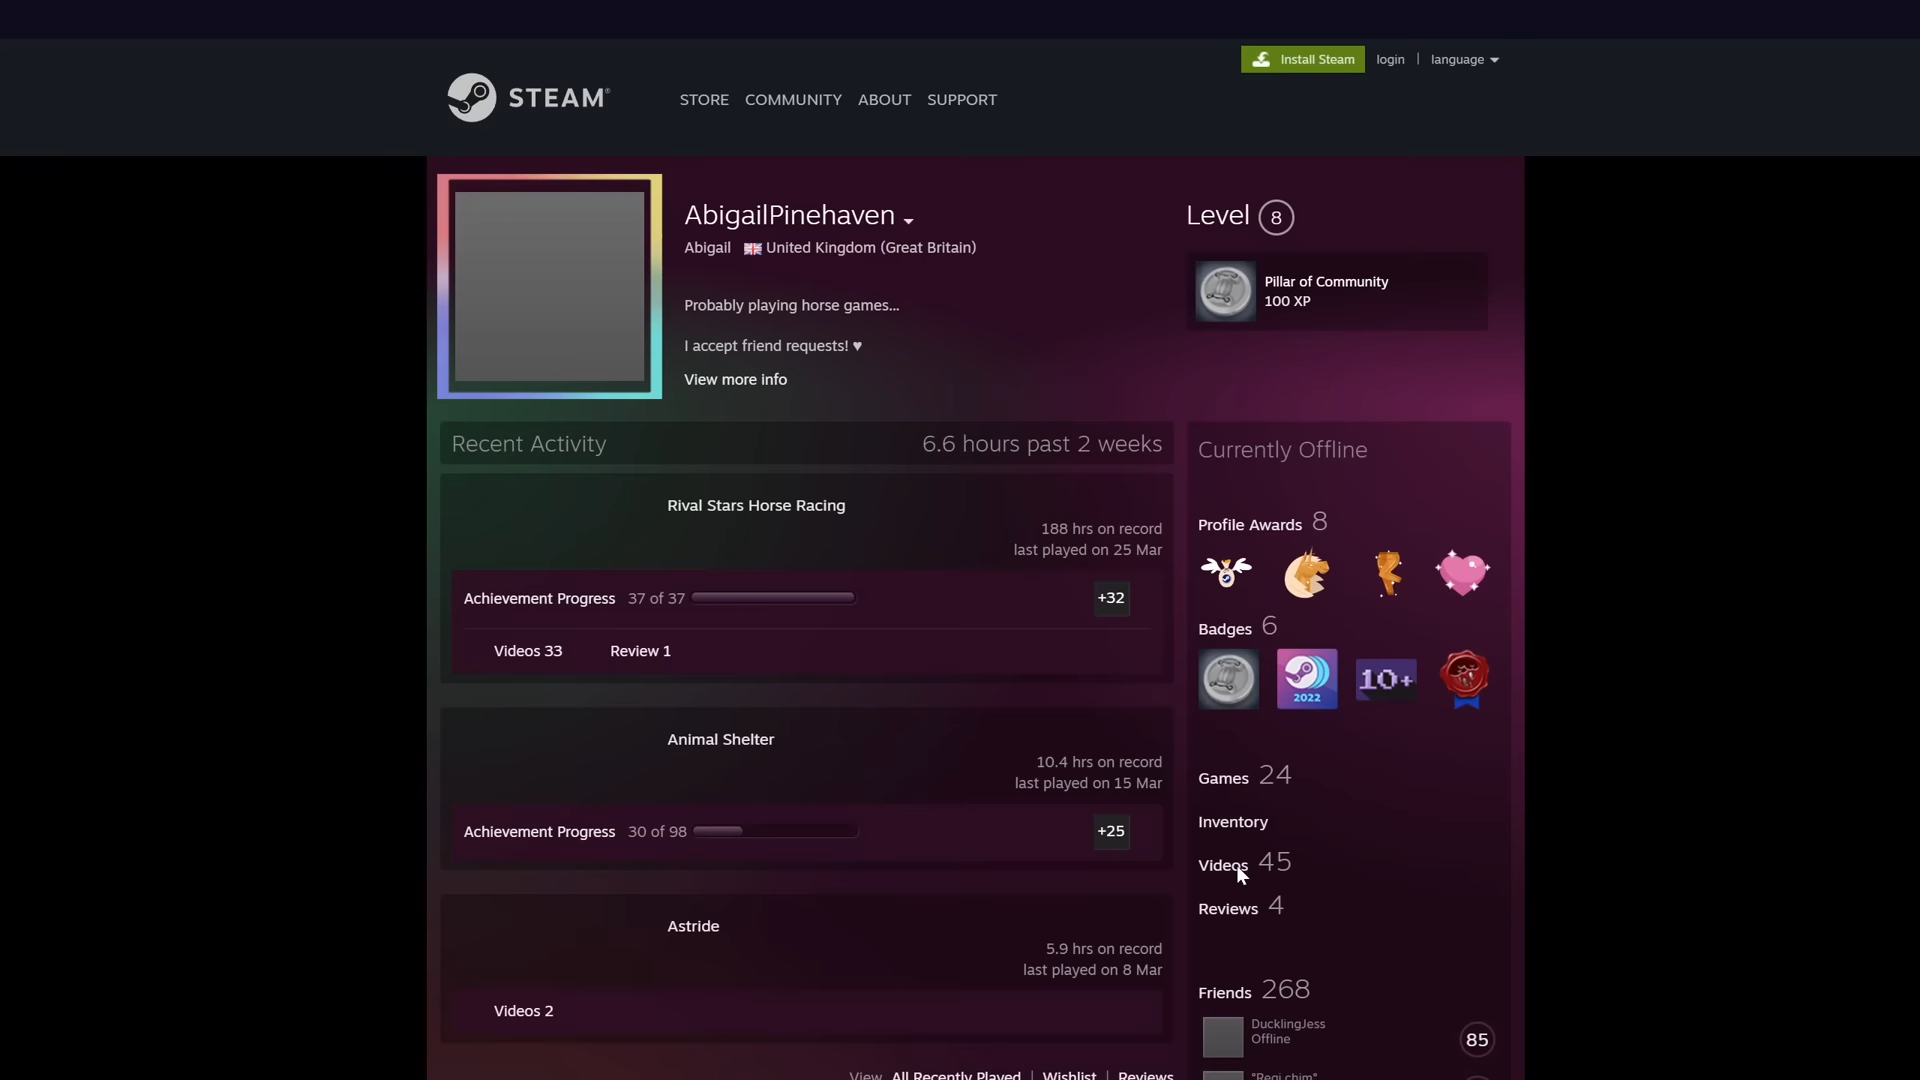 Install Steam
login | language
STEAM®
STORE COMMUNITY ABOUT SUPPORT
AbigailPinehaven
Abigail United Kingdom (Great Britain)
Probably playing horse games...
I accept friend requests! ♥
View more info
Level 8
Pillar of Community
100 XP
Recent Activity 6.6 hours past 2 weeks
Rival Stars Horse Racing
188 hrs on record
last played on 25 Mar
Achievement Progress 37 of 37 +32
Videos 33 Review 1
Animal Shelter
10.4 hrs on record
last played on 15 Mar
Achievement Progress 30 of 98 +25
Astride
5.9 hrs on record
last played on 8 Mar
Videos 2
View All Recently Played | Wishlist | Reviews
Currently Offline
Profile Awards 8
Badges 6
2022
10+
Games 24
Inventory
Videos 45
Reviews 4
Friends 268
DucklingJess
Offline
85
*Regi chim*